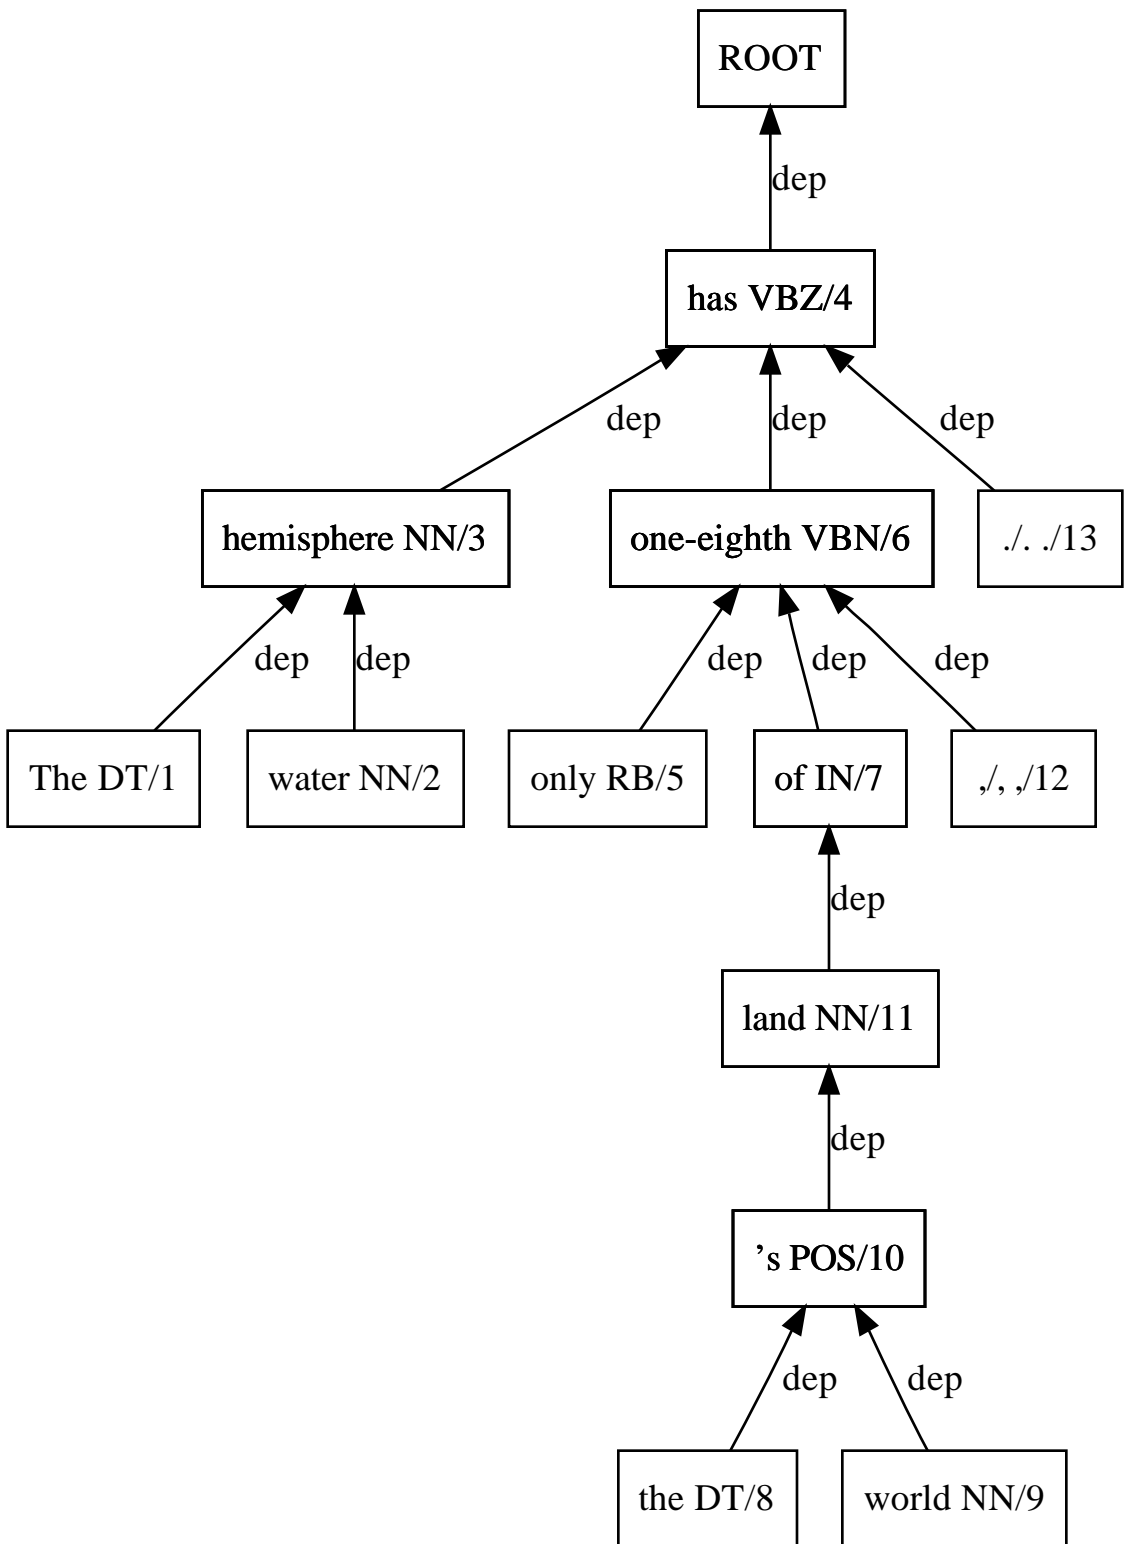 ROOT
dep
has VBZ/4
dep dep dep
hemisphere NN/3 one-eighth VBN/6 ./. ./13
dep dep dep dep dep
The DT/1 water NN/2 only RB/5 of IN/7 ,/, ,/12
dep
land NN/11
dep
’s POS/10
dep dep
the DT/8 world NN/9